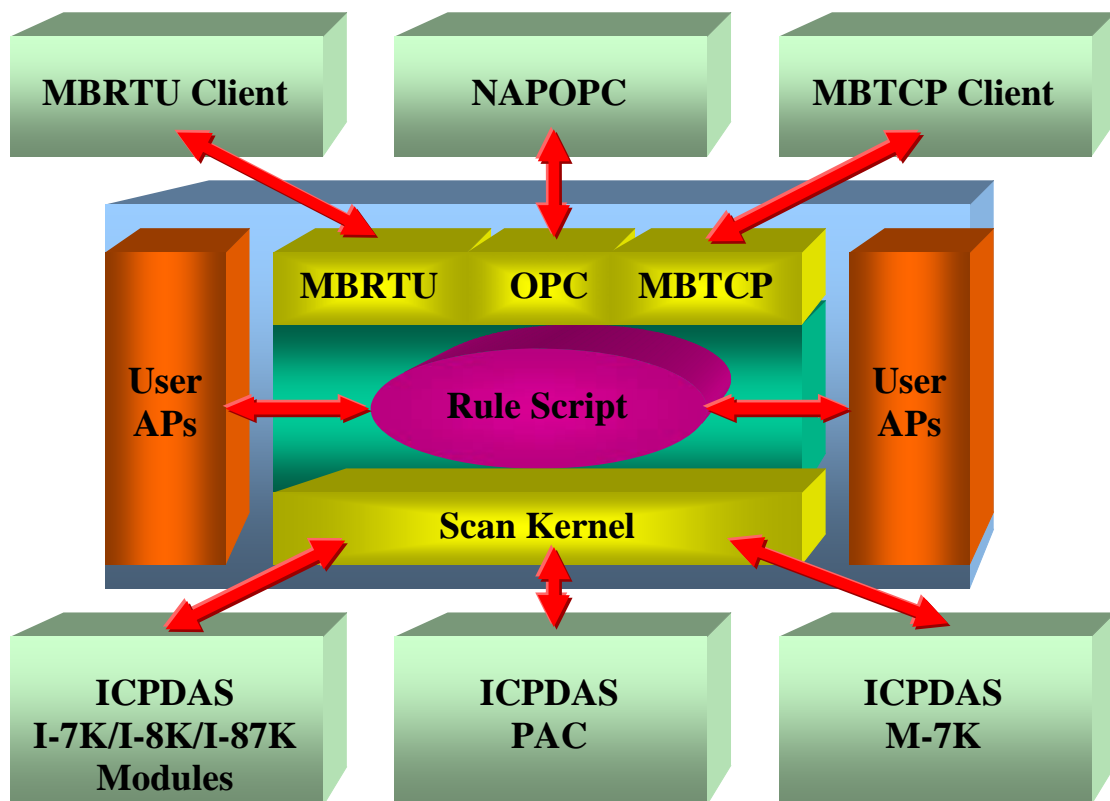 MBRTU Client
NAPOPC
MBTCP Client
MBRTU
OPC
MBTCP
User
APs
Rule Script
User
APs
Scan Kernel
ICPDAS
I-7K/I-8K/I-87K
Modules
ICPDAS
PAC
ICPDAS
M-7K